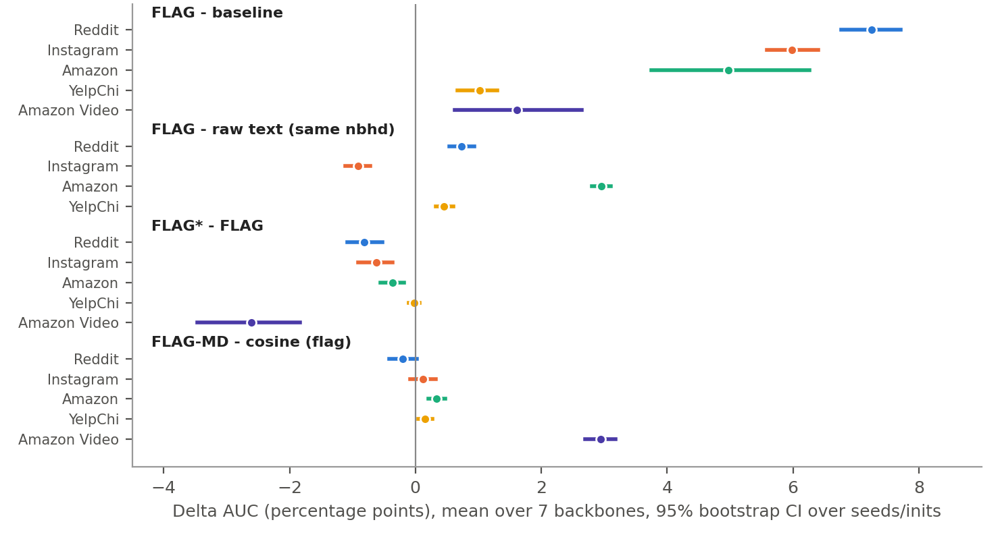 FLAG - baseline
Reddit
Instagram
Amazon
YelpChi
Amazon Video
FLAG - raw text (same nbhd)
Reddit
Instagram
Amazon
YelpChi
FLAG* - FLAG
Reddit
Instagram
Amazon
YelpChi
Amazon Video
FLAG-MD - cosine (flag)
Reddit
Instagram
Amazon
YelpChi
Amazon Video
−4 −2 0 2 4 6 8
Delta AUC (percentage points), mean over 7 backbones, 95% bootstrap CI over seeds/inits